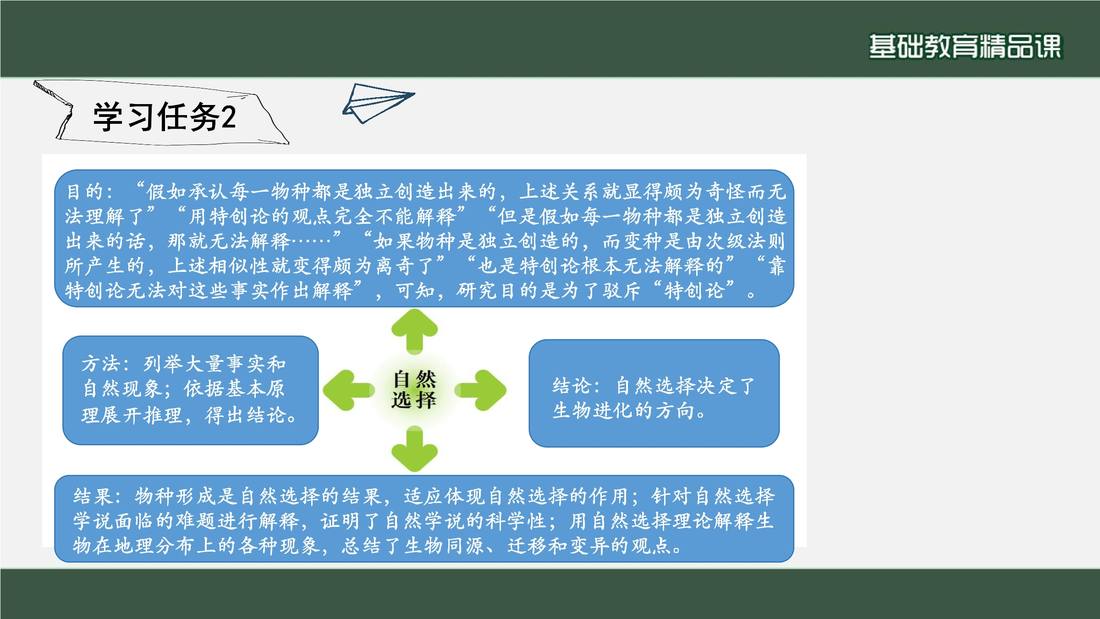 基础教育精品课
学习任务2
目的：“假如承认每一物种都是独立创造出来的，上述关系就显得颇为奇怪而无
法理解了”“用特创论的观点完全不能解释”“但是假如每一物种都是独立创造
出来的话，那就无法解释……”“如果物种是独立创造的，而变种是由次级法则
所产生的，上述相似性就变得颇为离奇了”“也是特创论根本无法解释的”“靠
特创论无法对这些事实作出解释”，可知，研究目的是为了驳斥“特创论”。
方法：列举大量事实和
自然现象；依据基本原
理展开推理，得出结论。
自然
选择
结论：自然选择决定了
生物进化的方向。
结果：物种形成是自然选择的结果，适应体现自然选择的作用；针对自然选择
学说面临的难题进行解释，证明了自然学说的科学性；用自然选择理论解释生
物在地理分布上的各种现象，总结了生物同源、迁移和变异的观点。